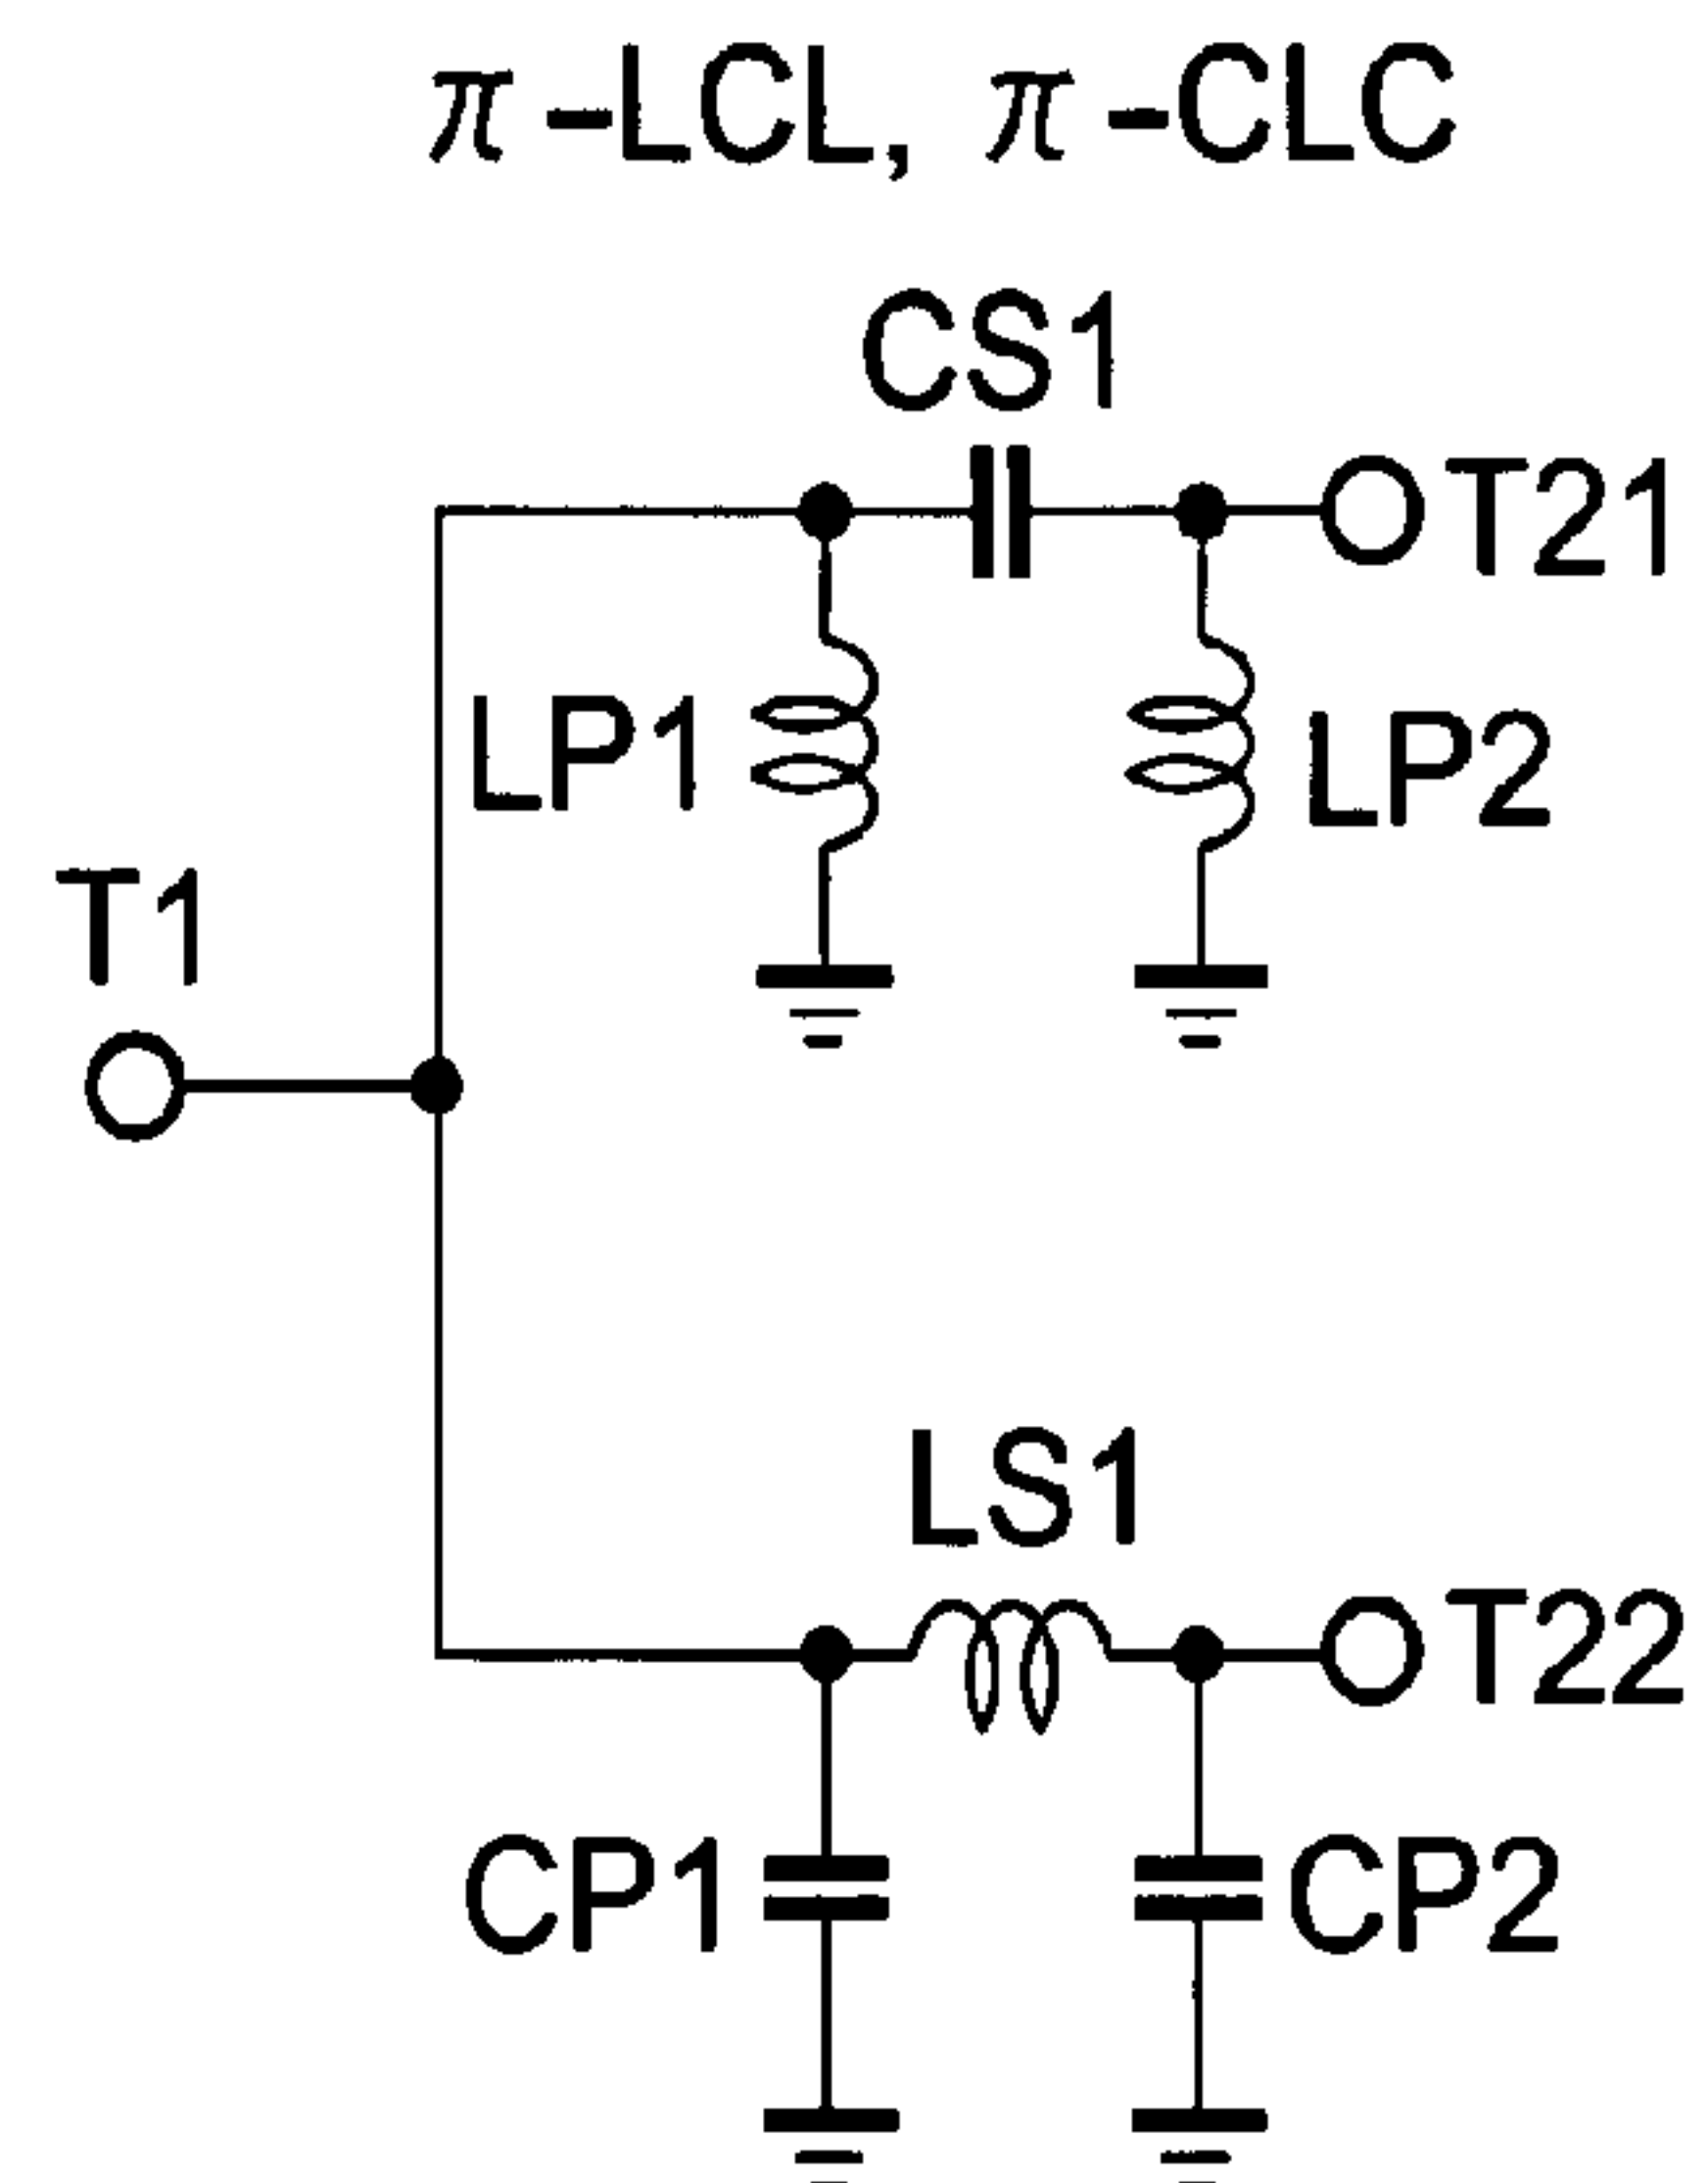 π-LCL, π-CLC
CS1
T21
LP1
LP2
T1
LS1
T22
CP1
CP2